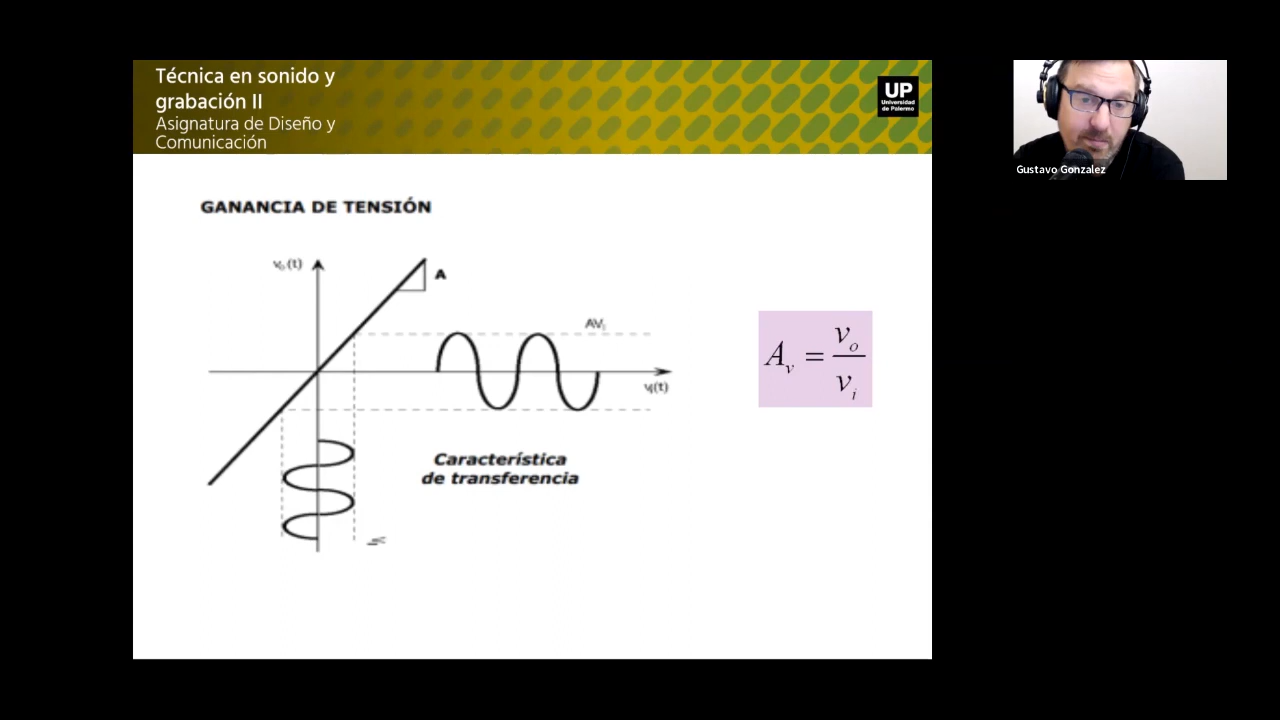 Técnica en sonido y
grabación II
Asignatura de Diseño y
Comunicación
UP
Universidad
de Palermo
Gustavo Gonzalez
GANANCIA DE TENSIÓN
v₀(t)
A
AVᵢ
vᵢ(t)
Aᵥ = vₒ / vᵢ
Característica
de transferencia